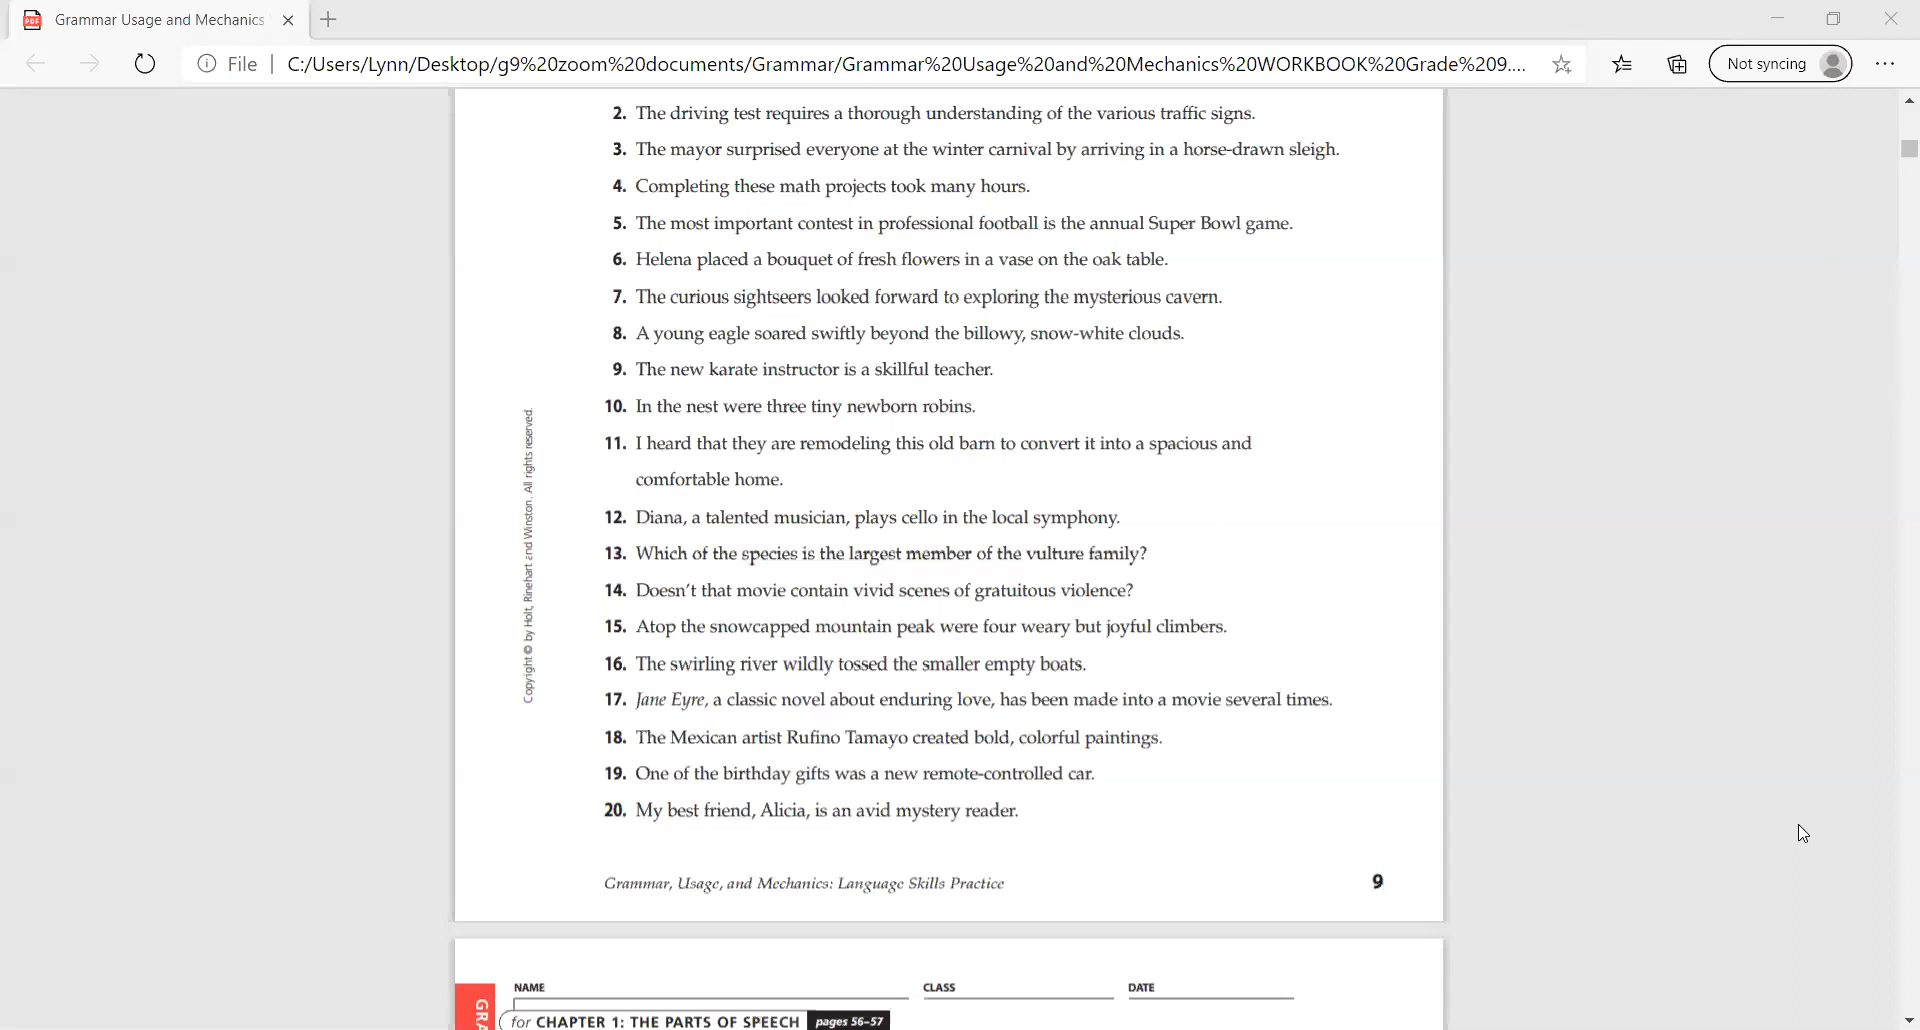 Grammar Usage and Mechanics
File | C:/Users/Lynn/Desktop/g9%20zoom%20documents/Grammar/Grammar%20Usage%20and%20Mechanics%20WORKBOOK%20Grade%209....
Not syncing
2. The driving test requires a thorough understanding of the various traffic signs.
3. The mayor surprised everyone at the winter carnival by arriving in a horse-drawn sleigh.
4. Completing these math projects took many hours.
5. The most important contest in professional football is the annual Super Bowl game.
6. Helena placed a bouquet of fresh flowers in a vase on the oak table.
7. The curious sightseers looked forward to exploring the mysterious cavern.
8. A young eagle soared swiftly beyond the billowy, snow-white clouds.
9. The new karate instructor is a skillful teacher.
10. In the nest were three tiny newborn robins.
11. I heard that they are remodeling this old barn to convert it into a spacious and
comfortable home.
12. Diana, a talented musician, plays cello in the local symphony.
13. Which of the species is the largest member of the vulture family?
14. Doesn't that movie contain vivid scenes of gratuitous violence?
15. Atop the snowcapped mountain peak were four weary but joyful climbers.
16. The swirling river wildly tossed the smaller empty boats.
17. Jane Eyre, a classic novel about enduring love, has been made into a movie several times.
18. The Mexican artist Rufino Tamayo created bold, colorful paintings.
19. One of the birthday gifts was a new remote-controlled car.
20. My best friend, Alicia, is an avid mystery reader.
Copyright © by Holt, Rinehart and Winston. All rights reserved.
Grammar, Usage, and Mechanics: Language Skills Practice 9
NAME CLASS DATE
GRA
for CHAPTER 1: THE PARTS OF SPEECH pages 56–57